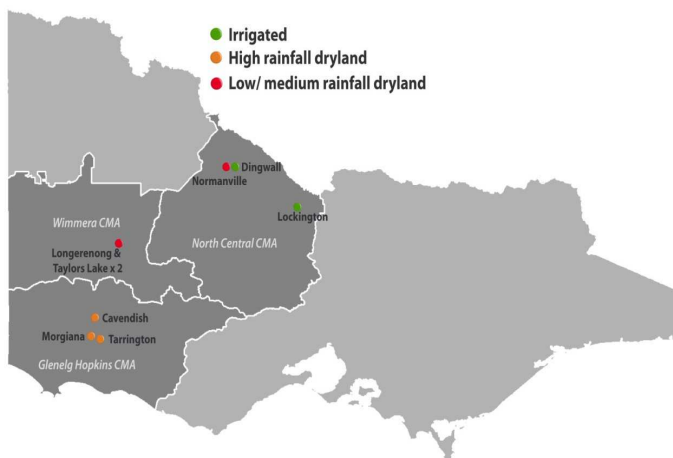 Irrigated
High rainfall dryland
Low/ medium rainfall dryland
Dingwall
Normanville
Lockington
Wimmera CMA
North Central CMA
Longerenong &
Taylors Lake x 2
Cavendish
Morgiana
Tarrington
Glenelg Hopkins CMA